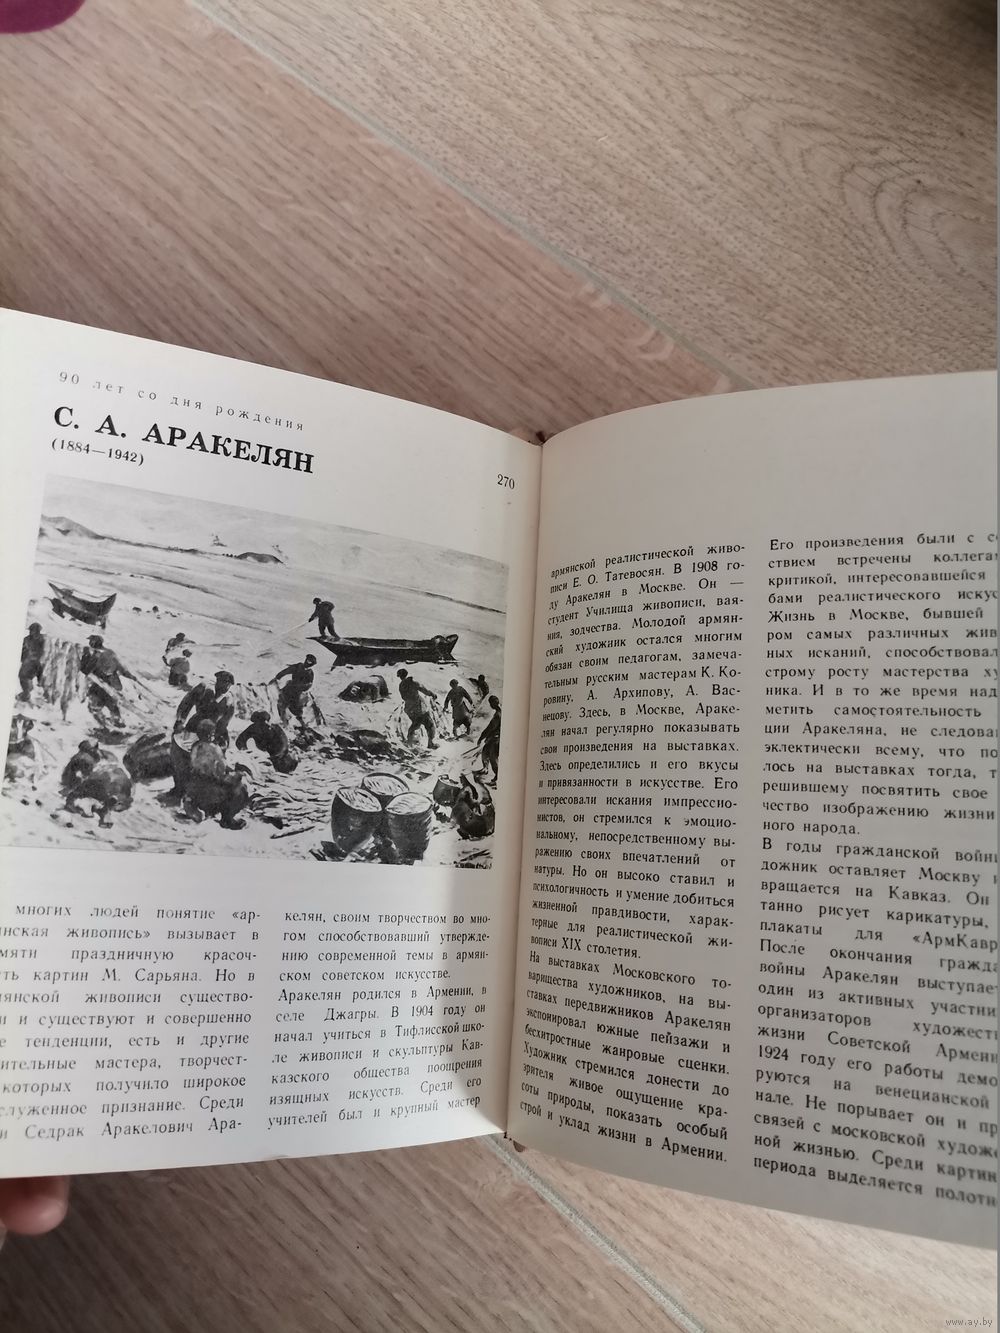 90 лет со дня рождения
С. А. АРАКЕЛЯН
(1884—1942)
270
многих людей понятие «ар-
нская живопись» вызывает в
мяти праздничную красоч-
ть картин М. Сарьяна. Но в
янской живописи существо-
и и существуют и совершенно
е тенденции, есть и другие
ительные мастера, творчест-
которых получило широкое
служенное признание. Среди
и Седрак Аракелович Ара-
келян, своим творчеством во мно-
гом способствовавший утвержде-
нию современной темы в армян-
ском советском искусстве.
Аракелян родился в Армении, в
селе Джагры. В 1904 году он
начал учиться в Тифлисской шко-
ле живописи и скульптуры Кав-
казского общества поощрения
изящных искусств. Среди его
учителей был и крупный мастер
армянской реалистической живо-
писи Е. О. Татевосян. В 1908 го-
ду Аракелян в Москве. Он —
студент Училища живописи, вая-
ния, зодчества. Молодой армян-
ский художник остался многим
обязан своим педагогам, замеча-
тельным русским мастерам К. Ко-
ровину, А. Архипову, А. Вас-
нецову. Здесь, в Москве, Араке-
лян начал регулярно показывать
свои произведения на выставках.
Здесь определились и его вкусы
и привязанности в искусстве. Его
интересовали искания импрессио-
нистов, он стремился к эмоцио-
нальному, непосредственному вы-
ражению своих впечатлений от
натуры. Но он высоко ставил и
психологичность и умение добиться
жизненной правдивости, харак-
терные для реалистической жи-
вописи XIX столетия.
На выставках Московского то-
варищества художников, на вы-
ставках передвижников Аракелян
экспонировал южные пейзажи и
бесхитростные жанровые сценки.
Художник стремился донести до
зрителя живое ощущение кра-
соты природы, показать особый
строй и уклад жизни в Армении.
Его произведения были с со
ствием встречены коллега
критикой, интересовавшейся
бами реалистического искус
Жизнь в Москве, бывшей
ром самых различных жив
ных исканий, способствовал
строму росту мастерства ху
ника. И в то же время над
метить самостоятельность
ции Аракеляна, не следова
эклектически всему, что по
лось на выставках тогда, т
решившему посвятить свое
чество изображению жизни
ного народа.
В годы гражданской войны
дожник оставляет Москву и
вращается на Кавказ. Он
танно рисует карикатуры,
плакаты для «АрмКавр
После окончания гражда
войны Аракелян выступае
один из активных участни
организаторов художест
жизни Советской Армени
1924 году его работы демо
руются на венецианской
нале. Не порывает он и пр
связей с московской художе
ной жизнью. Среди картин
периода выделяется полотн
www.ay.by